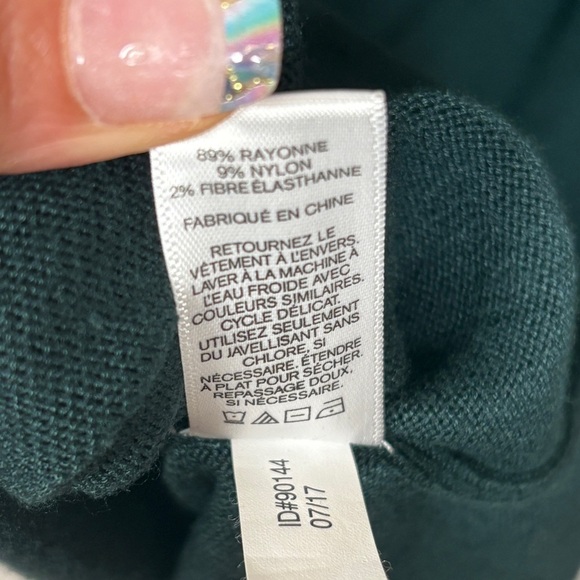 89% RAYONNE
9% NYLON
2% FIBRE ÉLASTHANNE
FABRIQUÉ EN CHINE
RETOURNEZ LE
VÊTEMENT À L'ENVERS.
LAVER À LA MACHINE À
L'EAU FROIDE AVEC
COULEURS SIMILAIRES.
CYCLE DÉLICAT.
UTILISEZ SEULEMENT
DU JAVELLISANT SANS
CHLORE, SI
NÉCESSAIRE. ÉTENDRE
À PLAT POUR SÉCHER.
REPASSAGE DOUX,
SI NÉCESSAIRE.
ID#90144
07/17